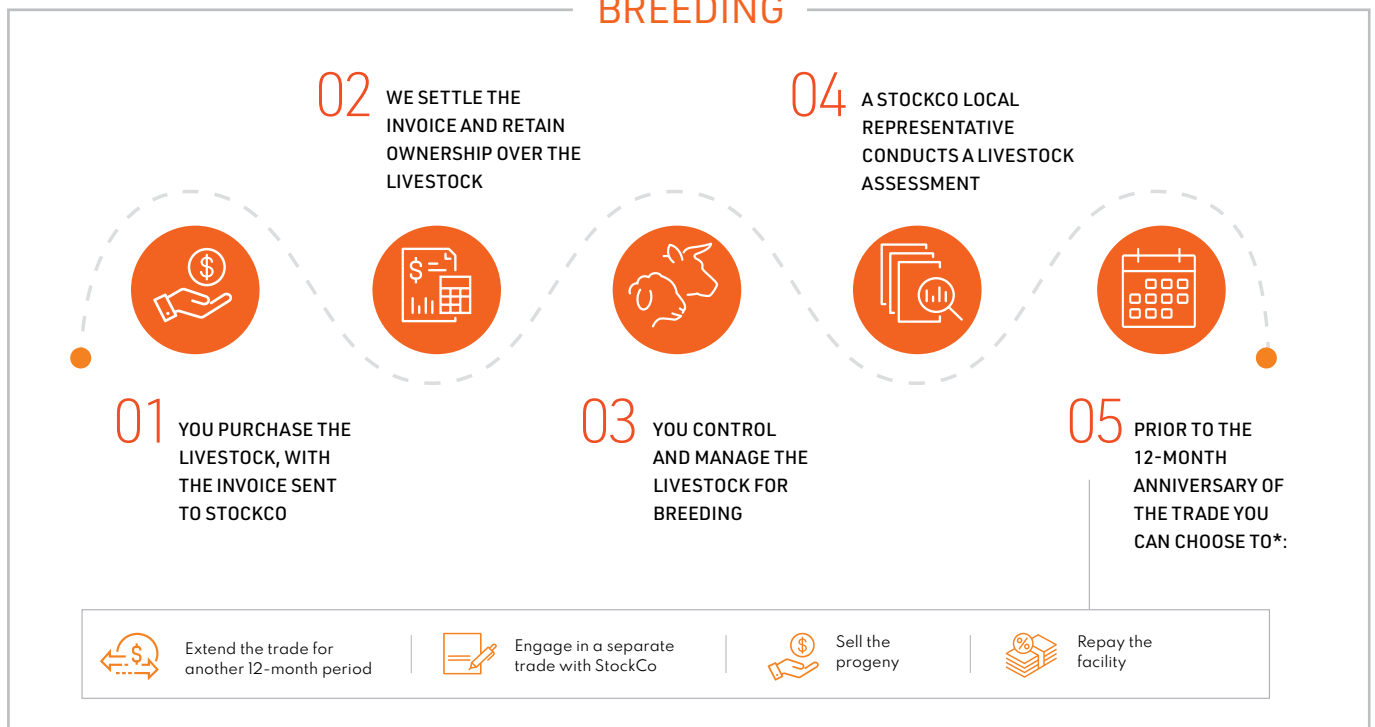 BREEDING
01
YOU PURCHASE THE
LIVESTOCK, WITH
THE INVOICE SENT
TO STOCKCO
02
WE SETTLE THE
INVOICE AND RETAIN
OWNERSHIP OVER THE
LIVESTOCK
03
YOU CONTROL
AND MANAGE THE
LIVESTOCK FOR
BREEDING
04
A STOCKCO LOCAL
REPRESENTATIVE
CONDUCTS A LIVESTOCK
ASSESSMENT
05
PRIOR TO THE
12-MONTH
ANNIVERSARY OF
THE TRADE YOU
CAN CHOOSE TO*:
Extend the trade for
another 12-month period
Engage in a separate
trade with StockCo
Sell the
progeny
Repay the
facility